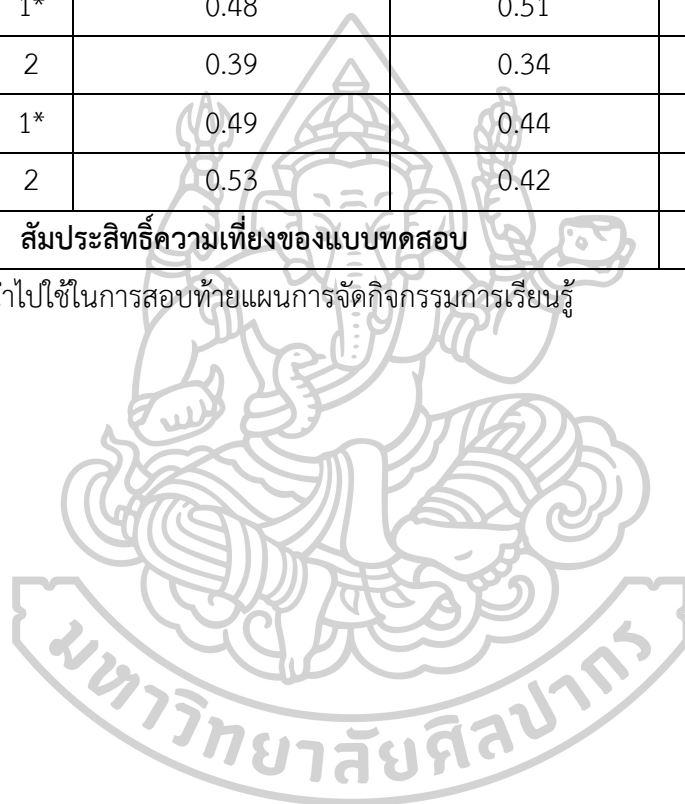 1* 0.48 0.51
2 0.39 0.34
1* 0.49 0.44
2 0.53 0.42
สัมประสิทธิ์ความเที่ยงของแบบทดสอบ
ำไปใช้ในการสอบท้ายแผนการจัดกิจกรรมการเรียนรู้
มหาวิทยาลัยศิลปากร